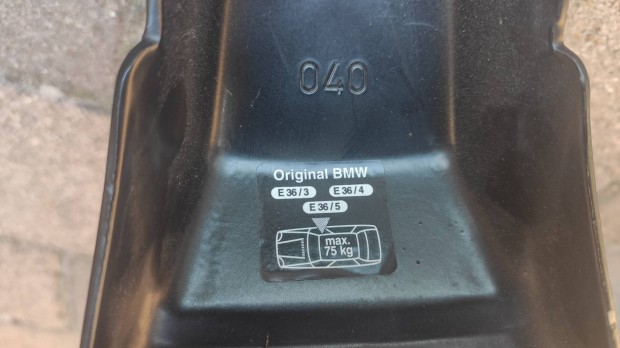 040
Original BMW
E 36/3 E 36/4
E 36/5
max.
75 kg